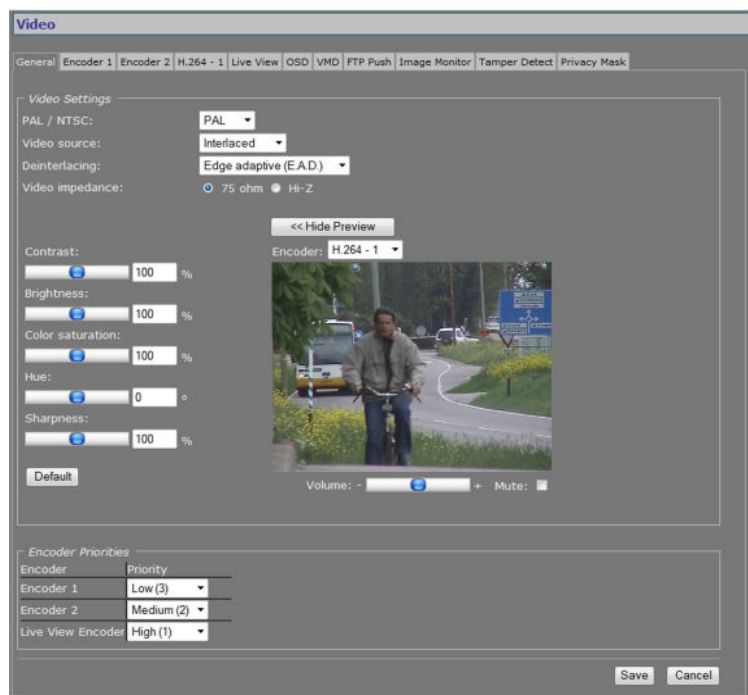 Video
General Encoder 1 Encoder 2 H.264 - 1 Live View OSD VMD FTP Push Image Monitor Tamper Detect Privacy Mask
Video Settings
PAL / NTSC: PAL
Video source: Interlaced
Deinterlacing: Edge adaptive (E.A.D.)
Video impedance: 75 ohm Hi-Z
<< Hide Preview
Encoder: H.264 - 1
Contrast:
100 %
Brightness:
100 %
Color saturation:
100 %
Hue:
0 °
Sharpness:
100 %
Default
Volume: - + Mute:
Encoder Priorities
Encoder Priority
Encoder 1 Low (3)
Encoder 2 Medium (2)
Live View Encoder High (1)
Save Cancel